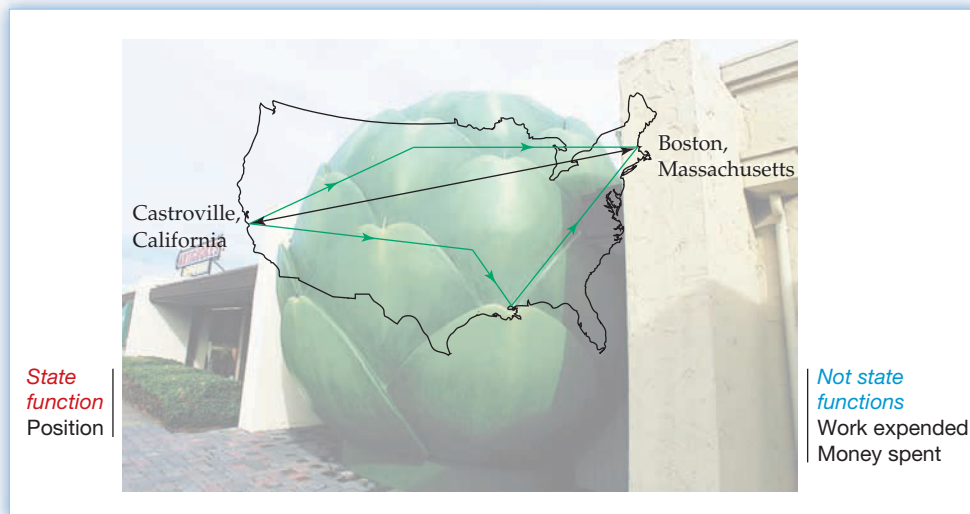 Boston,
Massachusetts
Castroville,
California
State
function
Position
Not state
functions
Work expended
Money spent